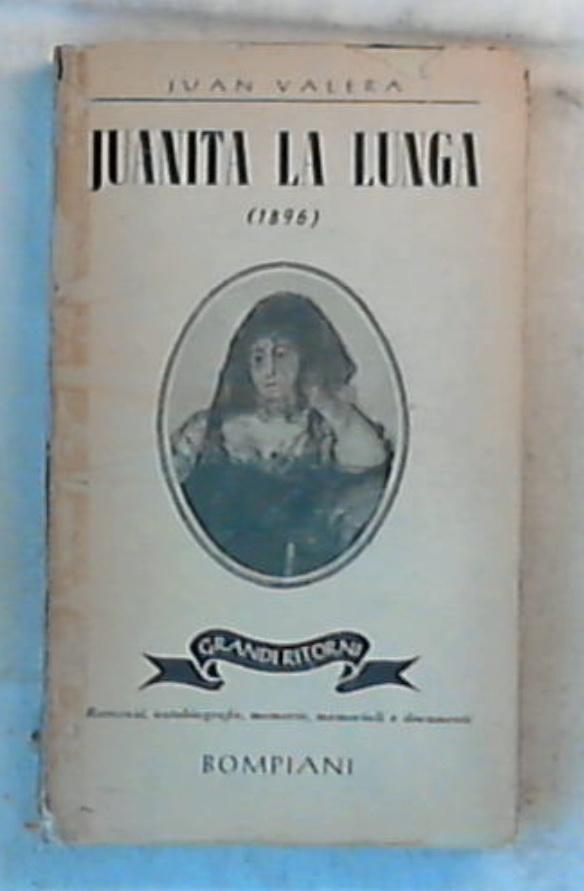 JUAN VALERA
JUANITA LA LUNGA
(1896)
GRANDI RITORNI
Romanzi, autobiografie, memorie, memoriali e documenti
BOMPIANI